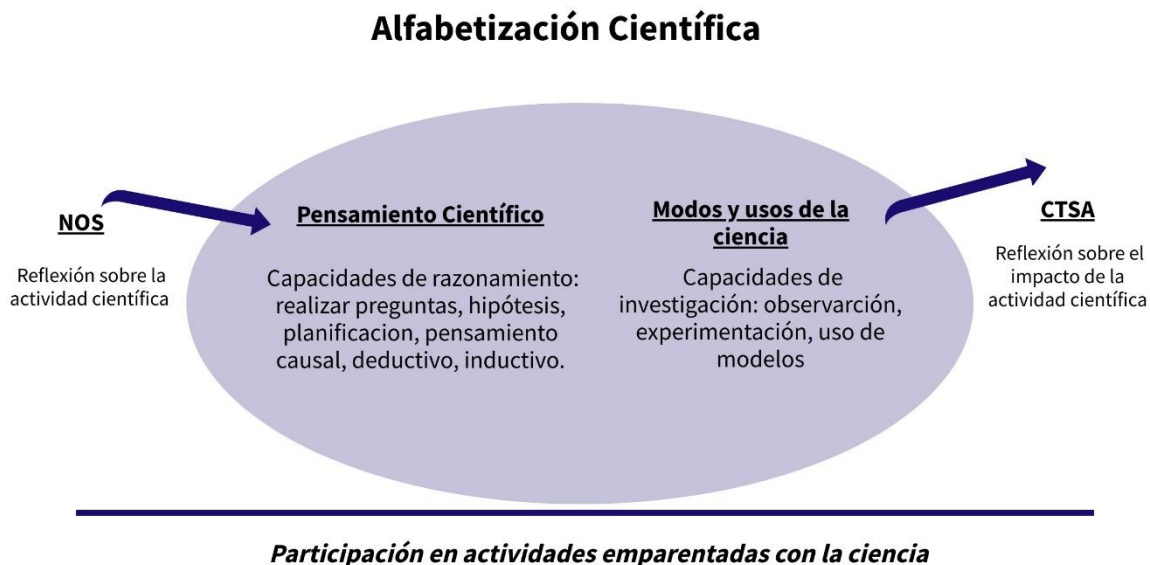 Alfabetización Científica
NOS
Reflexión sobre la
actividad científica
Pensamiento Científico
Capacidades de razonamiento:
realizar preguntas, hipótesis,
planificacion, pensamiento
causal, deductivo, inductivo.
Modos y usos de la
ciencia
Capacidades de
investigación: observarción,
experimentación, uso de
modelos
CTSA
Reflexión sobre el
impacto de la
actividad científica
Participación en actividades emparentadas con la ciencia